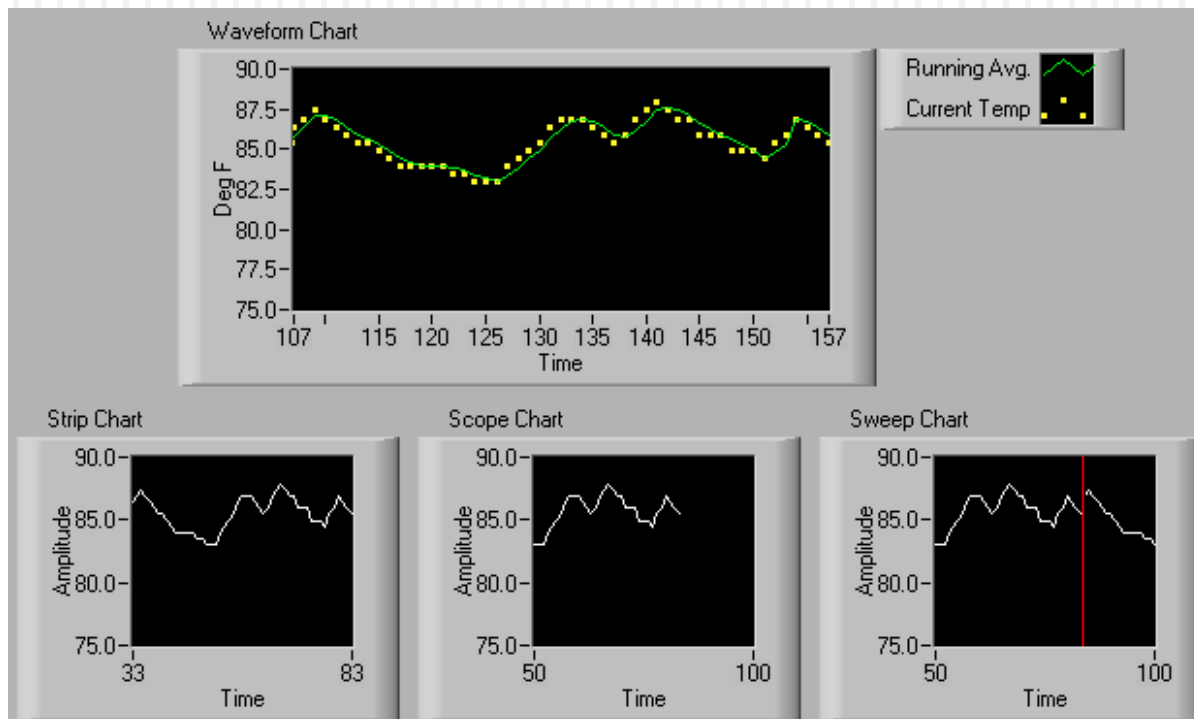 Waveform Chart
90.0
87.5
85.0
82.5
80.0
77.5
75.0
Deg F
107 115 120 125 130 135 140 145 150 157
Time
Running Avg.
Current Temp
Strip Chart
90.0
85.0
80.0
75.0
Amplitude
33 83
Time
Scope Chart
90.0
85.0
80.0
75.0
Amplitude
50 100
Time
Sweep Chart
90.0
85.0
80.0
75.0
Amplitude
50 100
Time